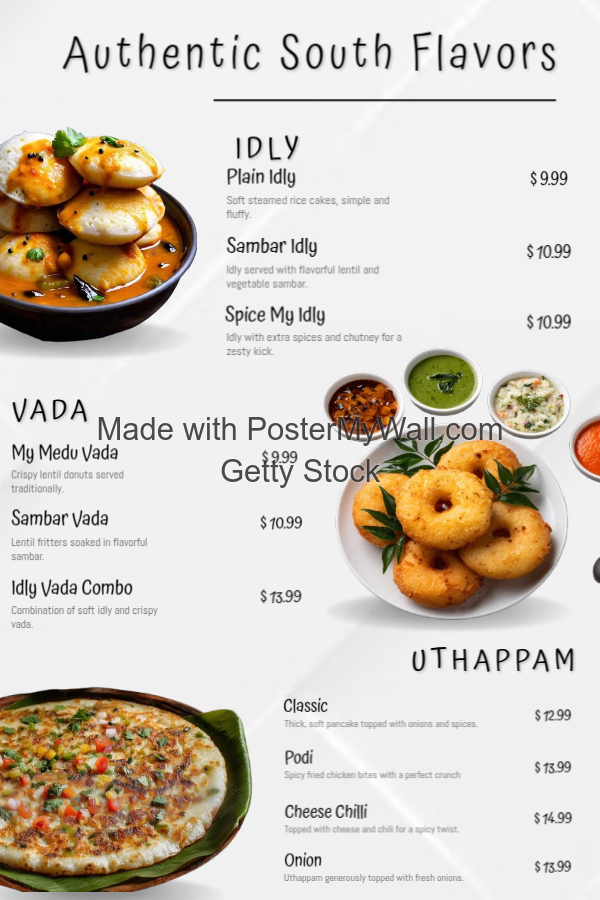 Authentic South Flavors
IDLY
Plain Idly $ 9.99
Soft steamed rice cakes, simple and
fluffy.
Sambar Idly $ 10.99
Idly served with flavorful lentil and
vegetable sambar.
Spice My Idly $ 10.99
Idly with extra spices and chutney for a
zesty kick.
VADA
Made with PosterMyWall.com
Getty Stock
My Medu Vada $ 9.99
Crispy lentil donuts served
traditionally.
Sambar Vada $ 10.99
Lentil fritters soaked in flavorful
sambar.
Idly Vada Combo $ 13.99
Combination of soft idly and crispy
vada.
UTHAPPAM
Classic $ 12.99
Thick, soft pancake topped with onions and spices.
Podi $ 13.99
Spicy fried chicken bites with a perfect crunch
Cheese Chilli $ 14.99
Topped with cheese and chili for a spicy twist.
Onion $ 13.99
Uthappam generously topped with fresh onions.